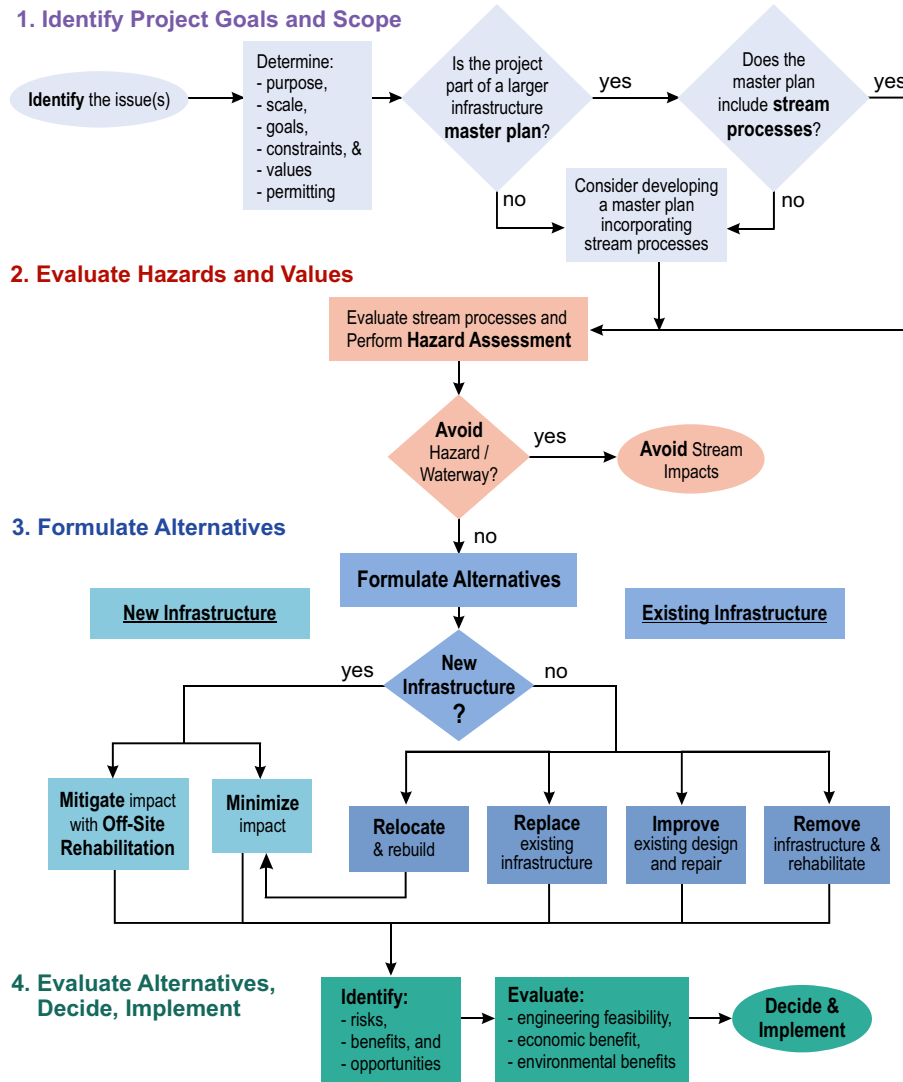 1. Identify Project Goals and Scope
Identify the issue(s)
Determine:
- purpose,
- scale,
- goals,
- constraints, &
- values
- permitting
Is the project
part of a larger
infrastructure
master plan?
yes
no
Does the
master plan
include stream
processes?
yes
no
Consider developing
a master plan
incorporating
stream processes
2. Evaluate Hazards and Values
Evaluate stream processes and
Perform Hazard Assessment
Avoid
Hazard /
Waterway?
yes
Avoid Stream
Impacts
no
3. Formulate Alternatives
Formulate Alternatives
New Infrastructure
Existing Infrastructure
New
Infrastructure
?
yes
no
Mitigate impact
with Off-Site
Rehabilitation
Minimize
impact
Relocate
& rebuild
Replace
existing
infrastructure
Improve
existing design
and repair
Remove
infrastructure &
rehabilitate
4. Evaluate Alternatives,
Decide, Implement
Identify:
- risks,
- benefits, and
- opportunities
Evaluate:
- engineering feasibility,
- economic benefit,
- environmental benefits
Decide &
Implement